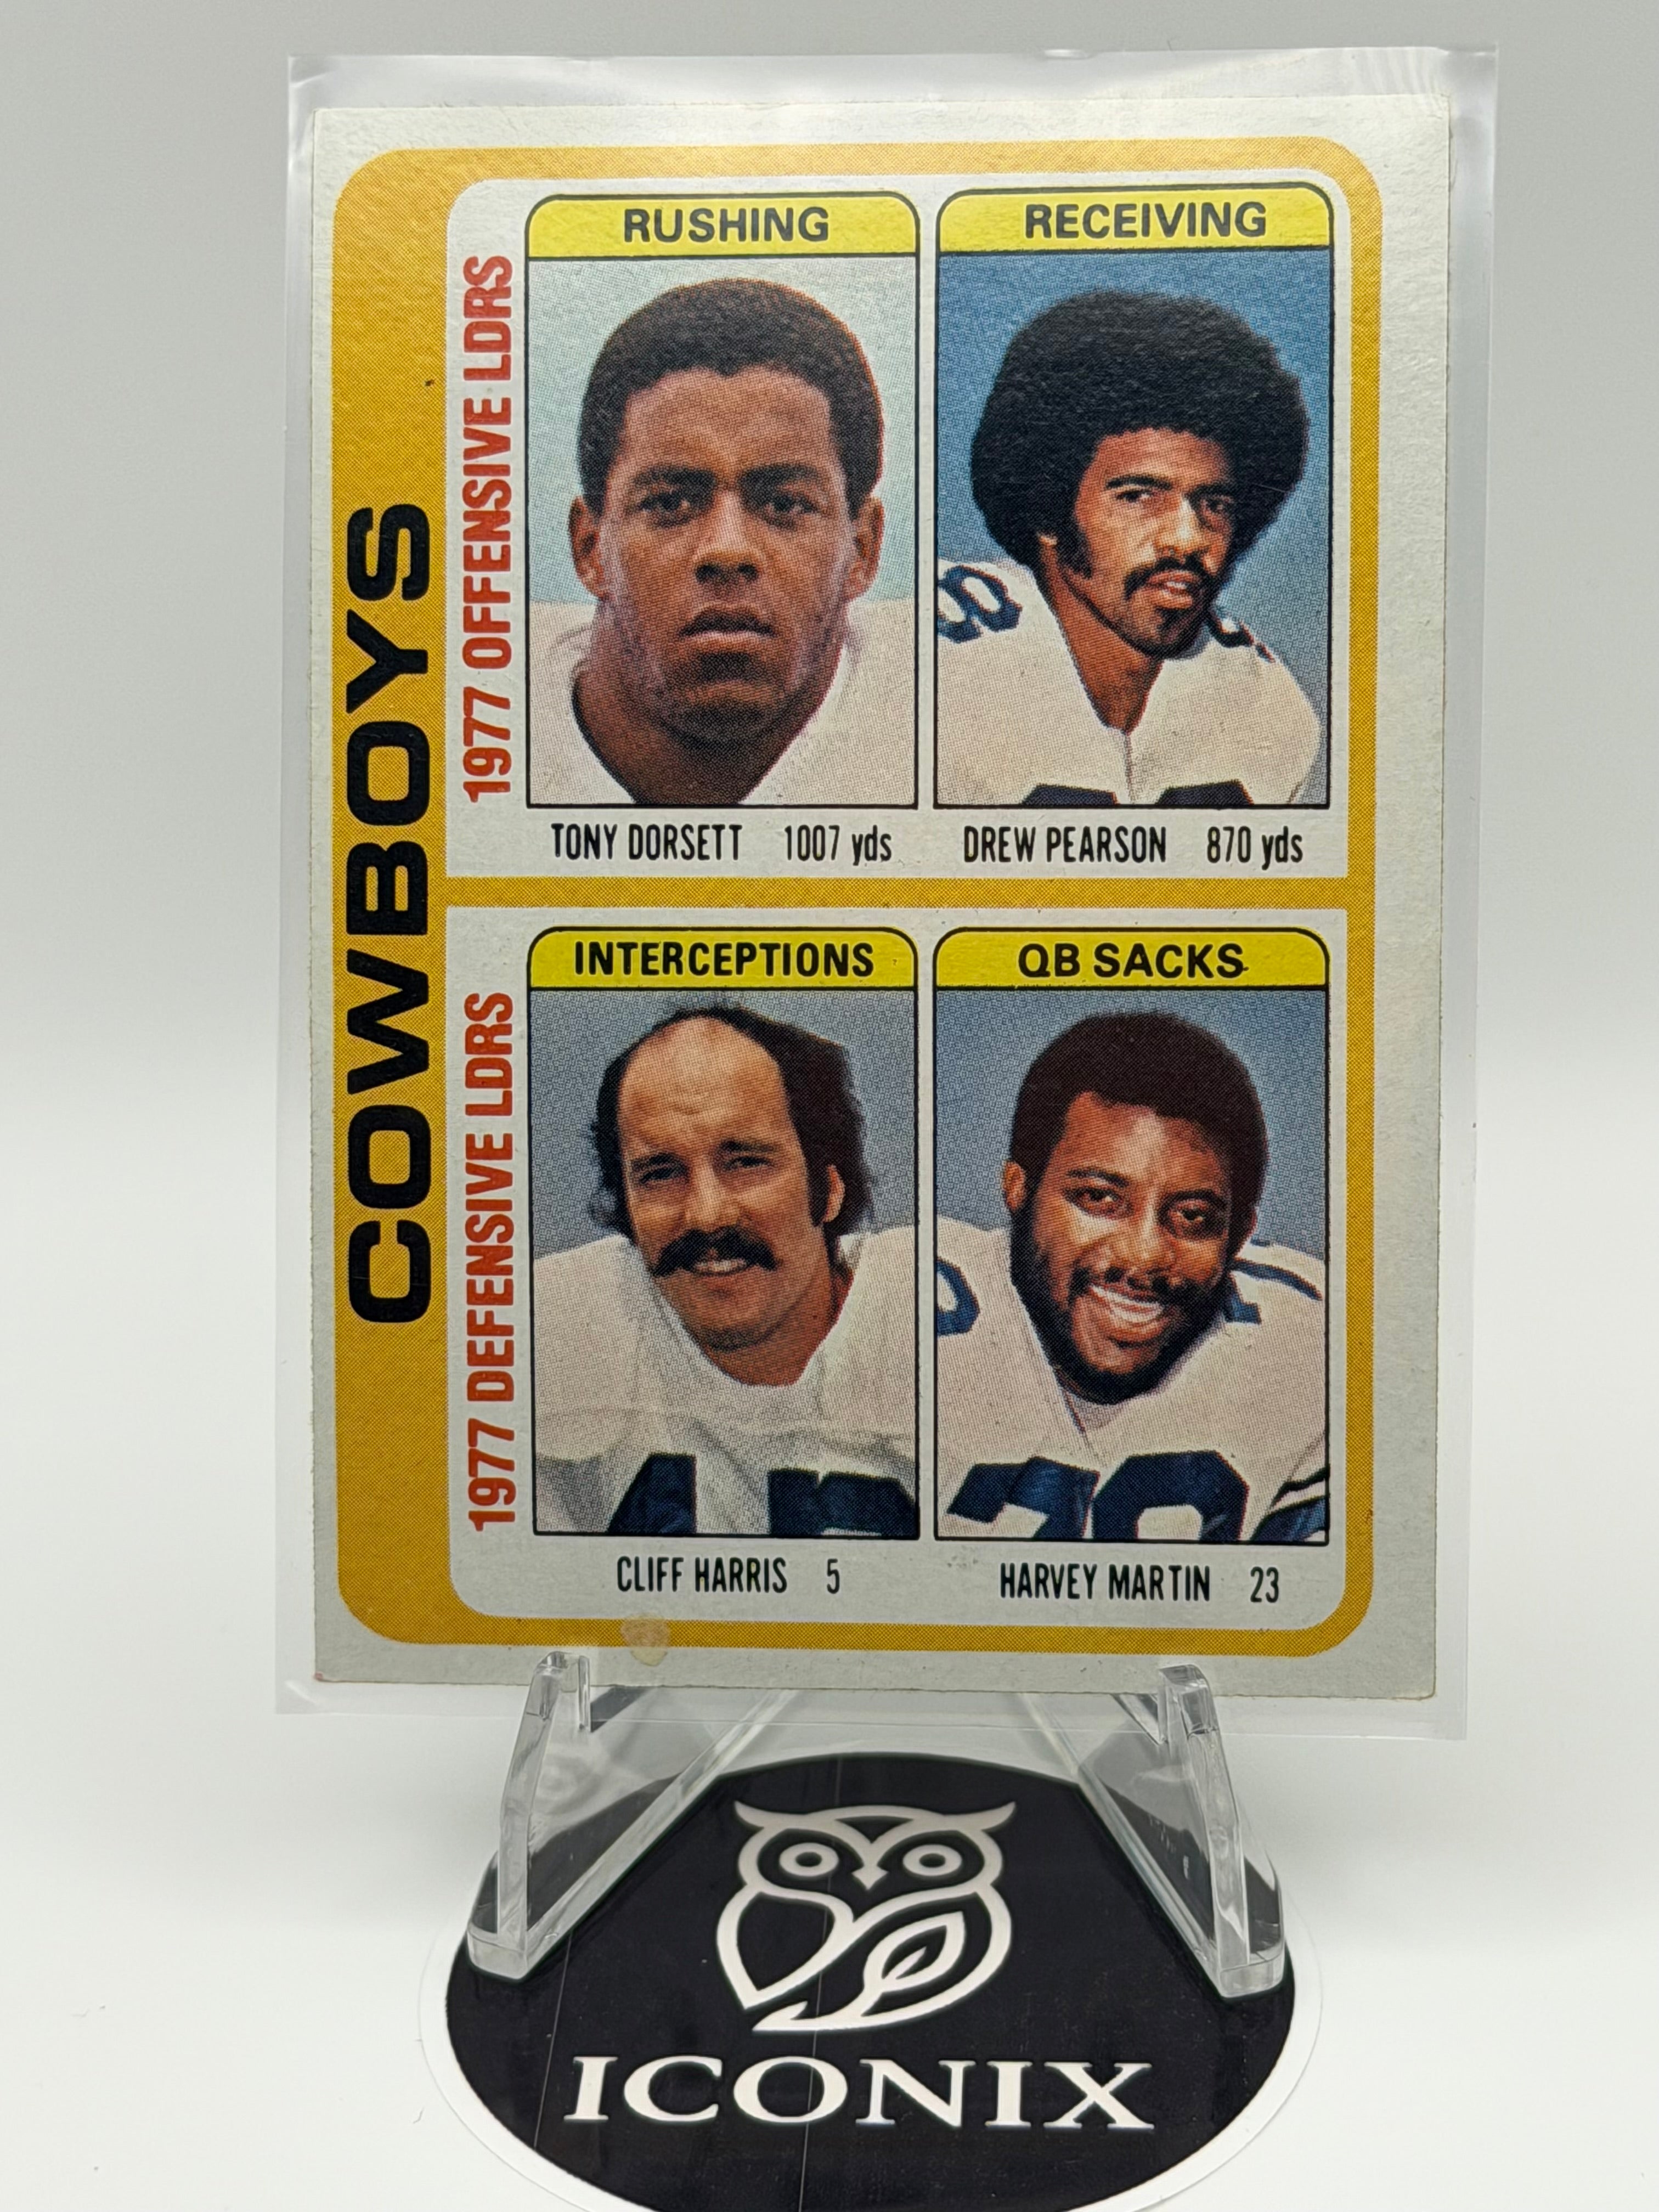 COWBOYS
1977 OFFENSIVE LDRS
RUSHING
RECEIVING
TONY DORSETT 1007 yds
DREW PEARSON 870 yds
1977 DEFENSIVE LDRS
INTERCEPTIONS
QB SACKS
CLIFF HARRIS 5
HARVEY MARTIN 23
ICONIX